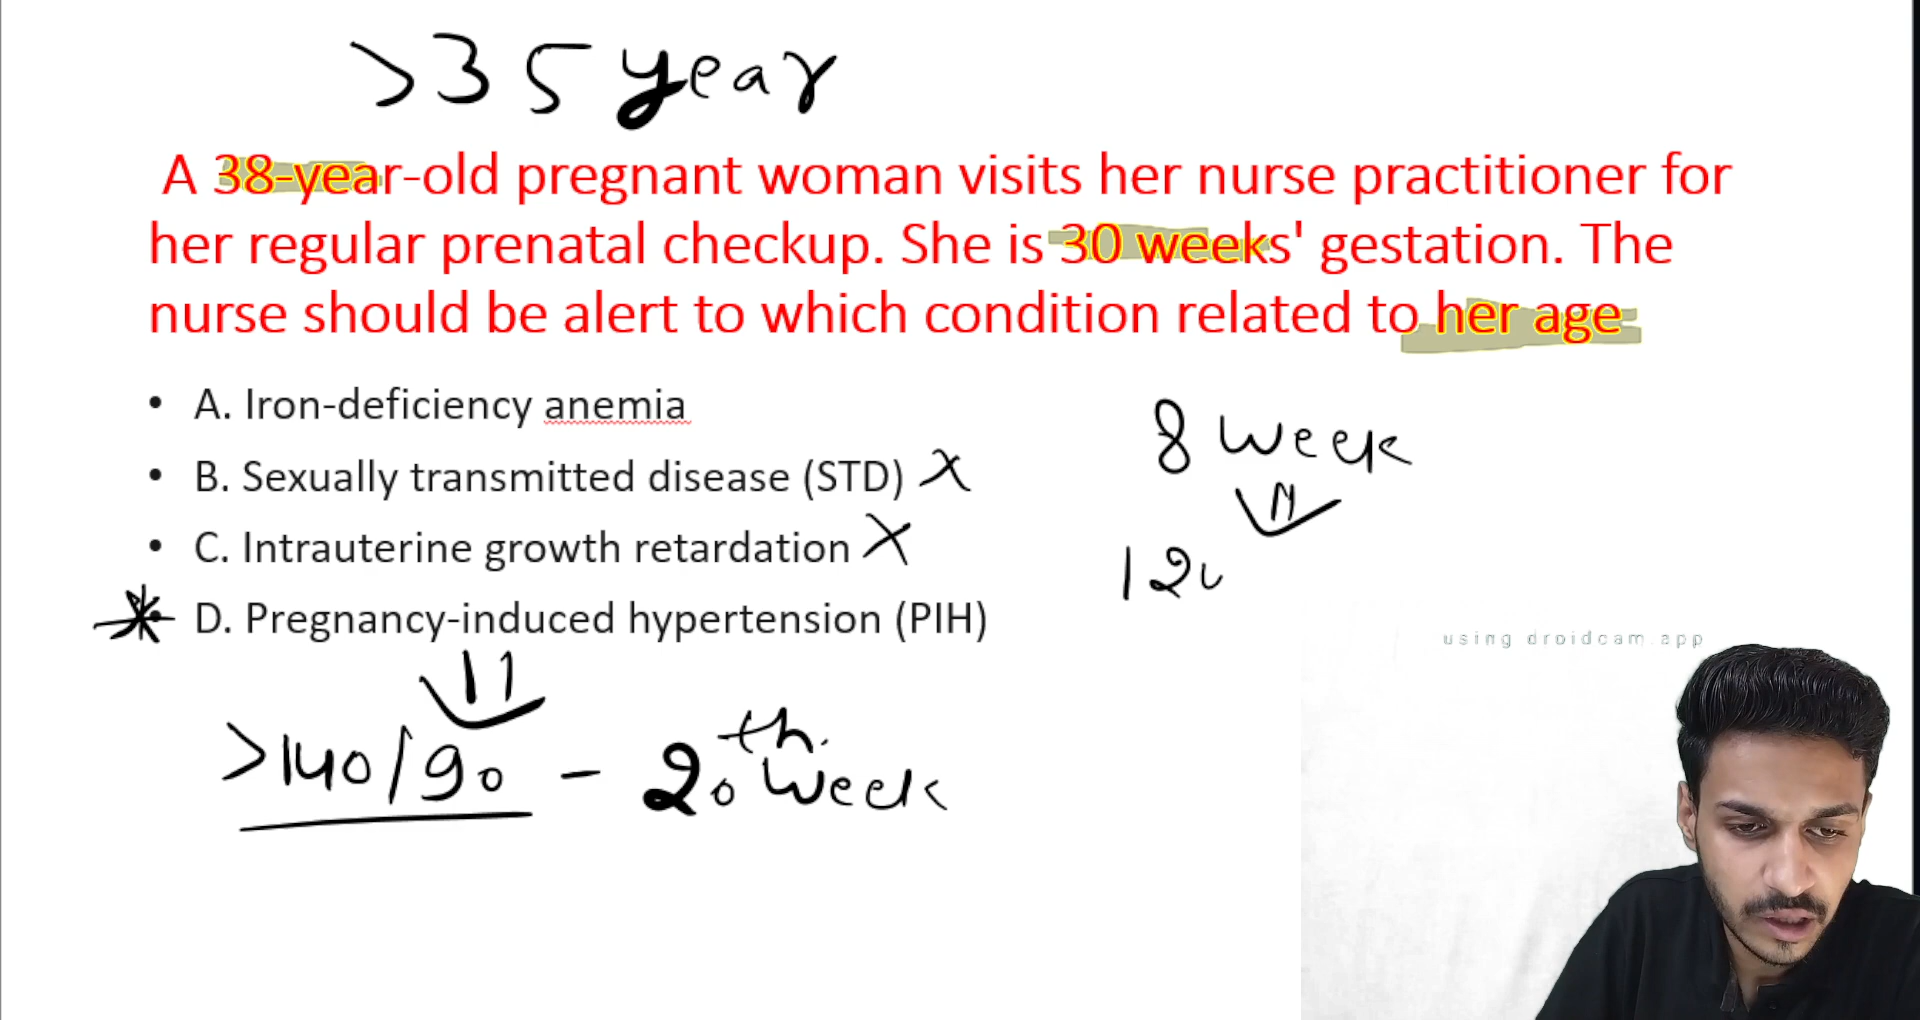 >35 year
A 38-year-old pregnant woman visits her nurse practitioner for
her regular prenatal checkup. She is 30 weeks' gestation. The
nurse should be alert to which condition related to her age
• A. Iron-deficiency anemia
• B. Sexually transmitted disease (STD) X
• C. Intrauterine growth retardation X
• D. Pregnancy-induced hypertension (PIH)
>140/90 - 20th week
8 week
using droidcam app